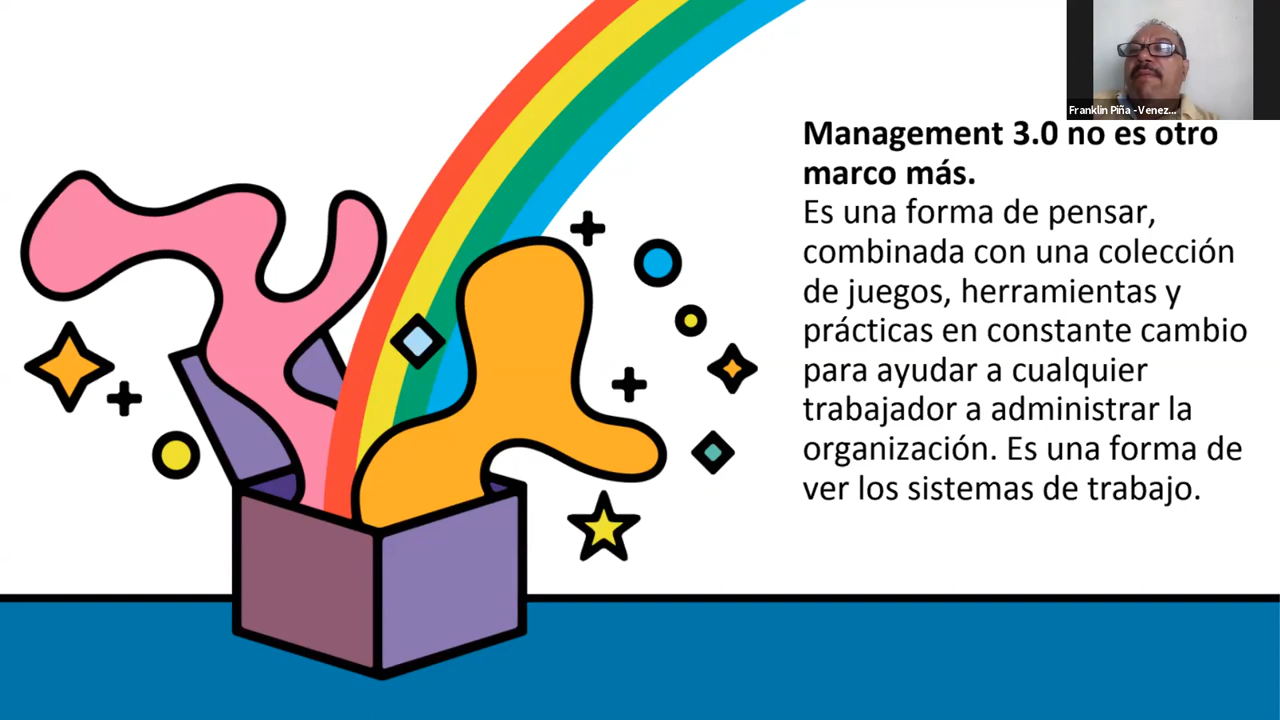 Franklin Piña -Venez...
Management 3.0 no es otro
marco más.
Es una forma de pensar,
combinada con una colección
de juegos, herramientas y
prácticas en constante cambio
para ayudar a cualquier
trabajador a administrar la
organización. Es una forma de
ver los sistemas de trabajo.